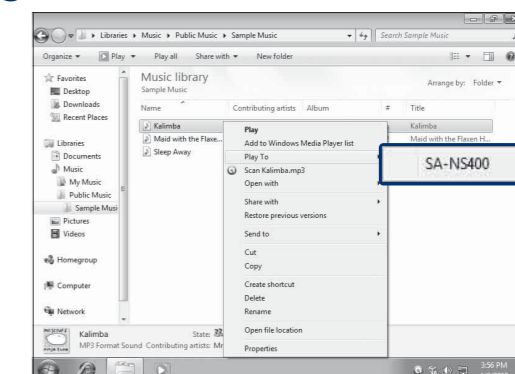 Libraries ▸ Music ▸ Public Music ▸ Sample Music
Search Sample Music
Organize ▾ Play ▾ Play all Share with ▾ New folder
Favorites
Desktop
Downloads
Recent Places
Libraries
Documents
Music
My Music
Public Music
Sample Musi
Pictures
Videos
Homegroup
Computer
Network
Music library
Sample Music
Arrange by: Folder ▾
Name Contributing artists Album # Title
Kalimba Kalimba
Maid with the Flaxe... Maid with the Flaxen H...
Sleep Away
Play
Add to Windows Media Player list
Play To
Scan Kalimba.mp3
Open with
Share with
Restore previous versions
Send to
Cut
Copy
Create shortcut
Delete
Rename
Open file location
Properties
SA-NS400
Kalimba State:
MP3 Format Sound Contributing artists: Mr
3:56 PM